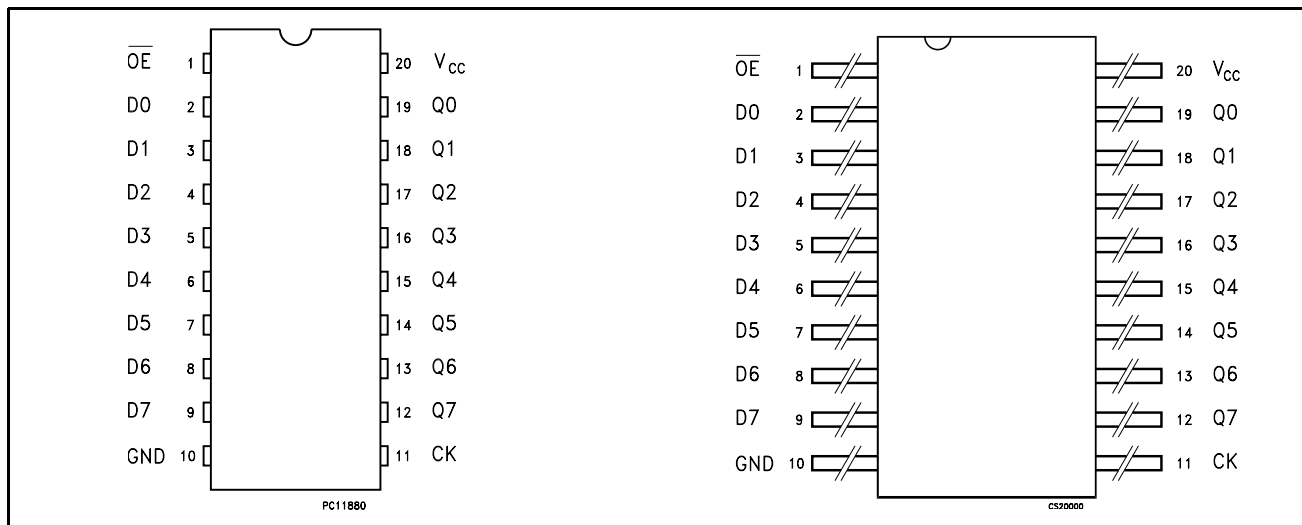 OE 1 20 VCC
D0 2 19 Q0
D1 3 18 Q1
D2 4 17 Q2
D3 5 16 Q3
D4 6 15 Q4
D5 7 14 Q5
D6 8 13 Q6
D7 9 12 Q7
GND 10 11 CK
PC11880
OE 1 20 VCC
D0 2 19 Q0
D1 3 18 Q1
D2 4 17 Q2
D3 5 16 Q3
D4 6 15 Q4
D5 7 14 Q5
D6 8 13 Q6
D7 9 12 Q7
GND 10 11 CK
CS20000